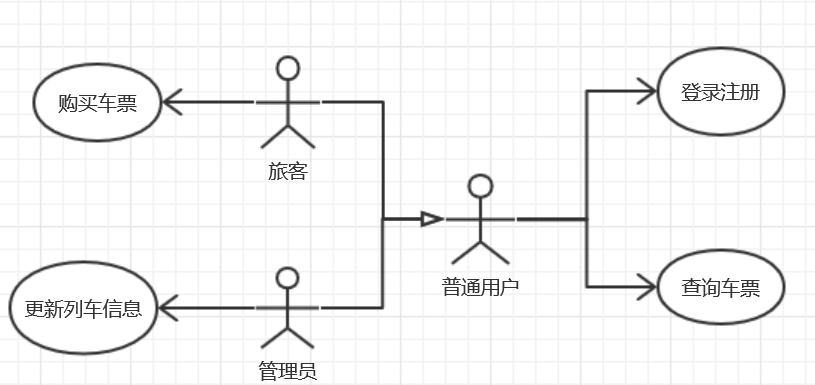 购买车票
旅客
登录注册
普通用户
更新列车信息
管理员
查询车票